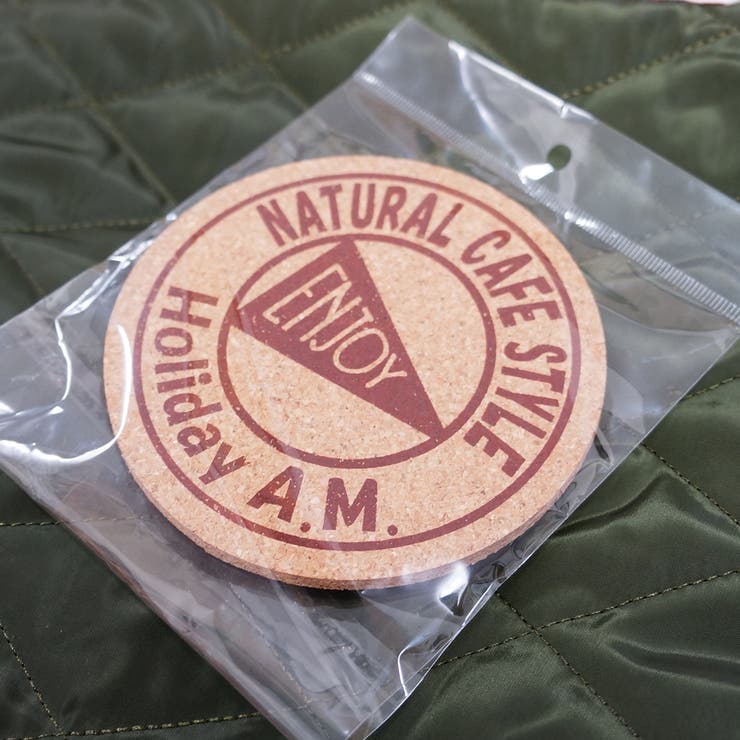 NATURAL CAFE STYLE
ENJOY
Holiday A.M.